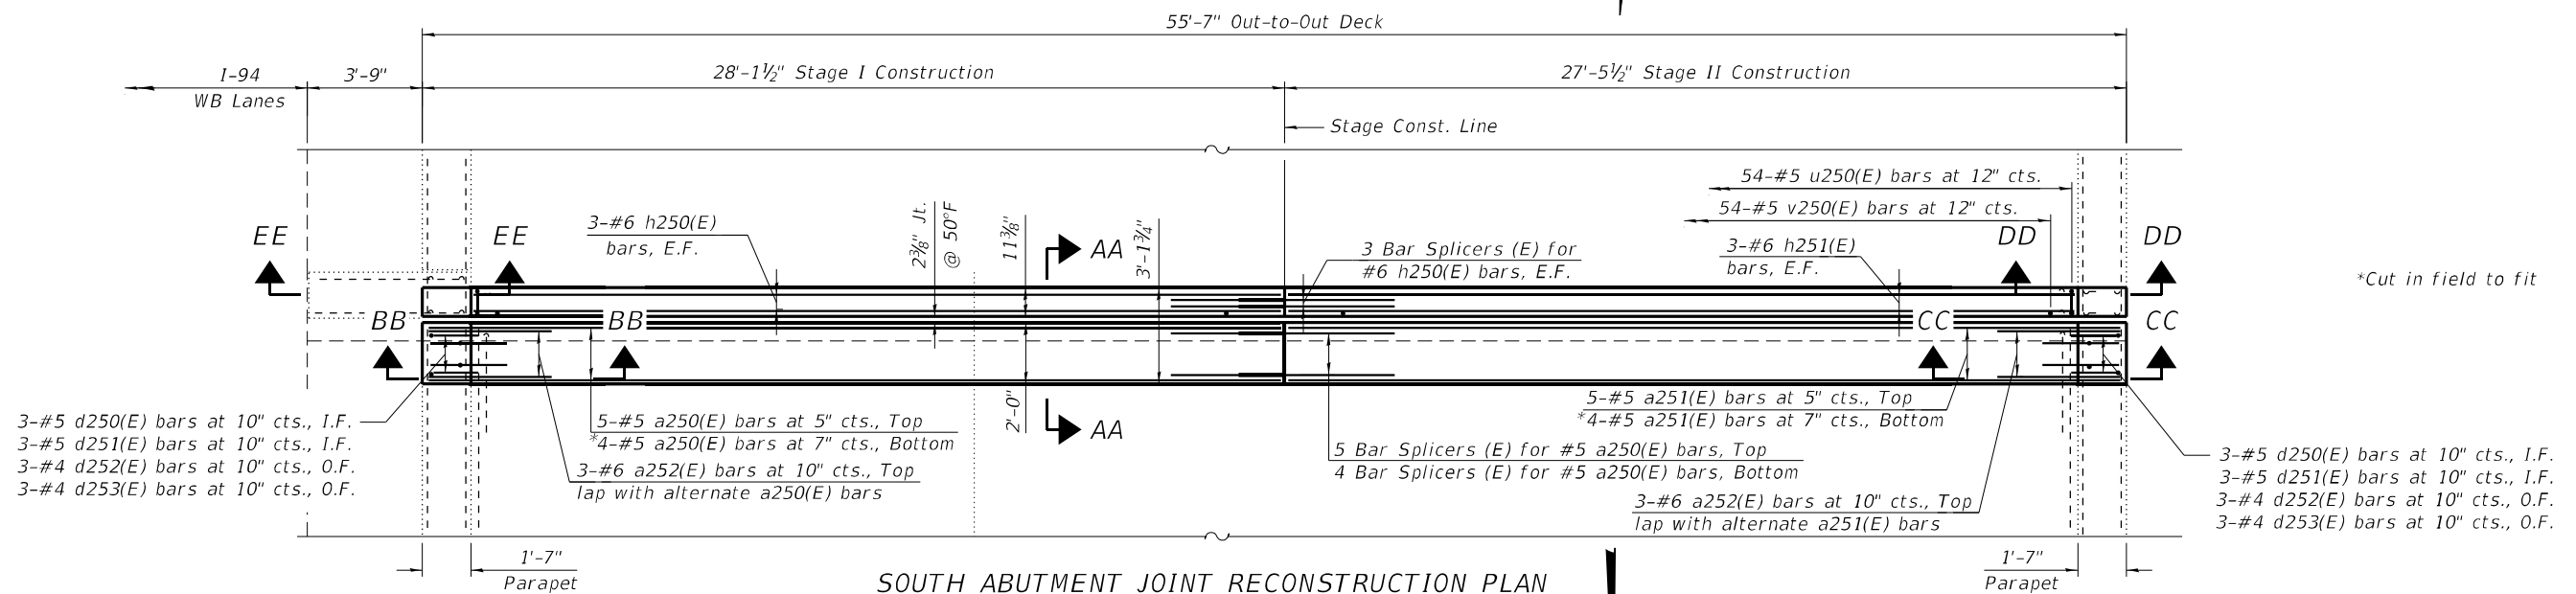 55'-7" Out-to-Out Deck
I-94
WB Lanes
3'-9"
28'-1½" Stage I Construction
27'-5½" Stage II Construction
Stage Const. Line
54-#5 u250(E) bars at 12" cts.
54-#5 v250(E) bars at 12" cts.
EE
EE
3-#6 h250(E)
bars, E.F.
2⅜" Jt.
@ 50°F
11⅜"
AA
3'-1¾"
3 Bar Splicers (E) for
#6 h250(E) bars, E.F.
3-#6 h251(E)
bars, E.F.
DD
DD
*Cut in field to fit
BB
BB
CC
CC
3-#5 d250(E) bars at 10" cts., I.F.
3-#5 d251(E) bars at 10" cts., I.F.
3-#4 d252(E) bars at 10" cts., O.F.
3-#4 d253(E) bars at 10" cts., O.F.
5-#5 a250(E) bars at 5" cts., Top
*4-#5 a250(E) bars at 7" cts., Bottom
3-#6 a252(E) bars at 10" cts., Top
lap with alternate a250(E) bars
2'-0"
AA
5-#5 a251(E) bars at 5" cts., Top
*4-#5 a251(E) bars at 7" cts., Bottom
5 Bar Splicers (E) for #5 a250(E) bars, Top
4 Bar Splicers (E) for #5 a250(E) bars, Bottom
3-#6 a252(E) bars at 10" cts., Top
lap with alternate a251(E) bars
3-#5 d250(E) bars at 10" cts., I.F.
3-#5 d251(E) bars at 10" cts., I.F.
3-#4 d252(E) bars at 10" cts., O.F.
3-#4 d253(E) bars at 10" cts., O.F.
1'-7"
Parapet
1'-7"
Parapet
SOUTH ABUTMENT JOINT RECONSTRUCTION PLAN